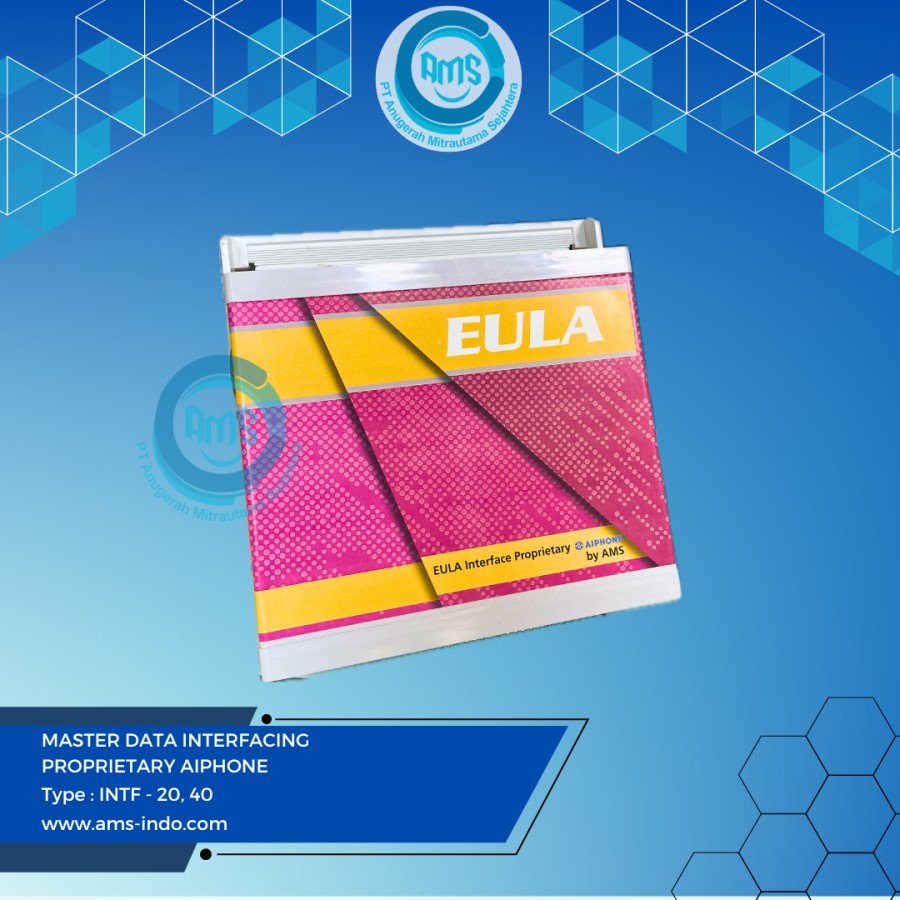 AMS
PT Anugerah Mitrautama Sejahtera
EULA
AMS
PT Anugerah Mitrautama Sejahtera
EULA Interface Proprietary AIPHONE
by AMS
MASTER DATA INTERFACING
PROPRIETARY AIPHONE
Type : INTF - 20, 40
www.ams-indo.com